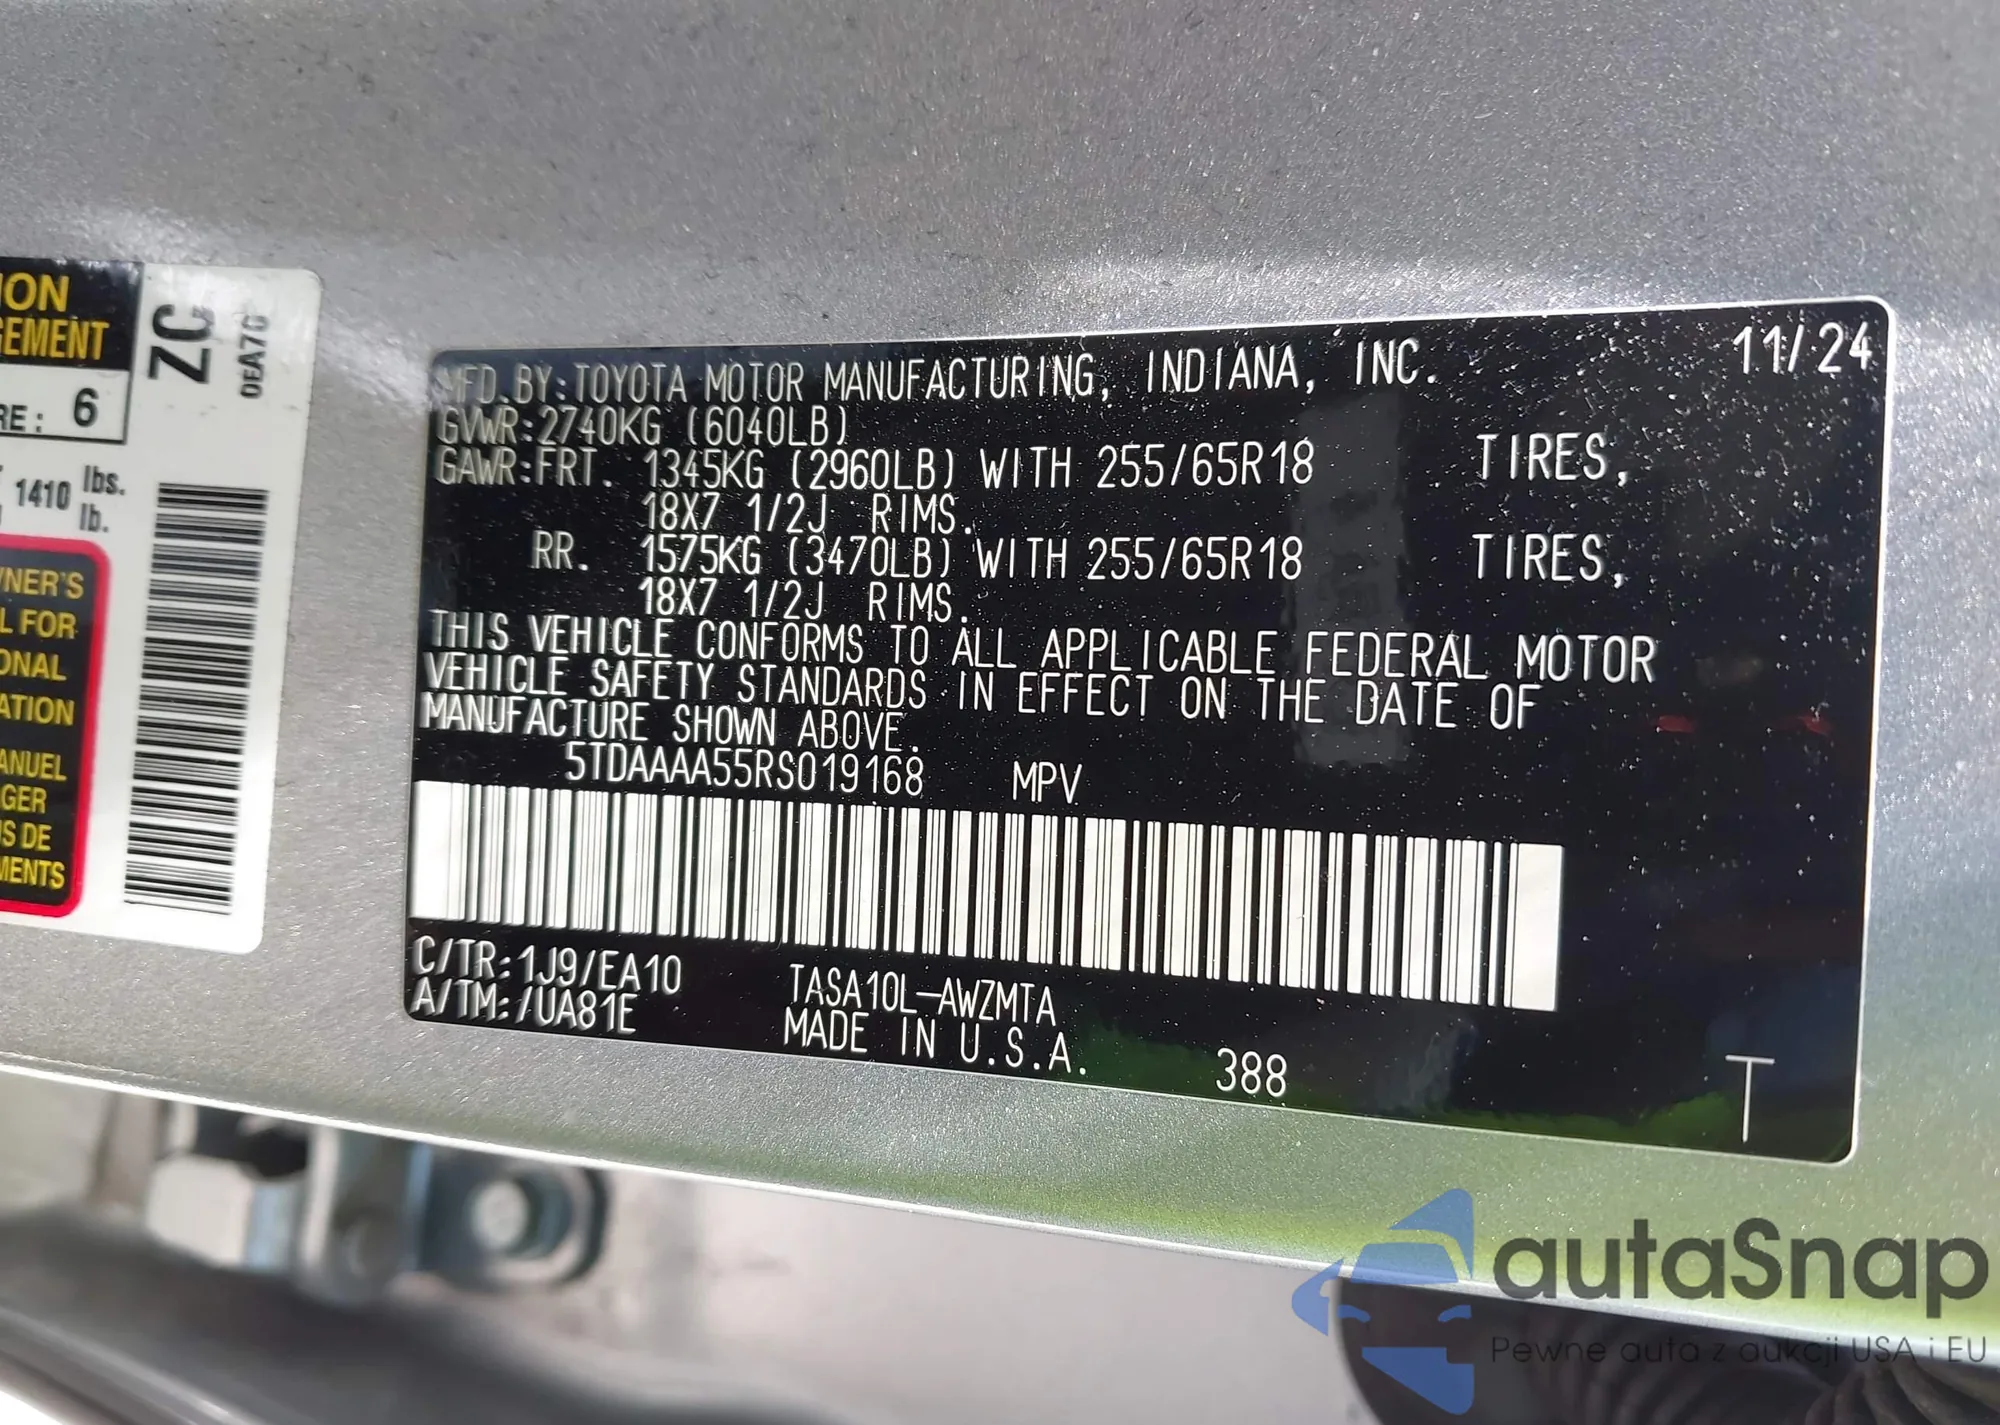 ION
GEMENT
RE: 6
1410 lbs.
lb.
ZC
0EA7C
NER'S
L FOR
ONAL
ATION
ANUEL
GER
S DE
MENTS
MFD.BY:TOYOTA MOTOR MANUFACTURING, INDIANA, INC. 11/24
GVWR:2740KG (6040LB)
GAWR:FRT. 1345KG (2960LB) WITH 255/65R18 TIRES,
18X7 1/2J RIMS.
RR. 1575KG (3470LB) WITH 255/65R18 TIRES,
18X7 1/2J RIMS.
THIS VEHICLE CONFORMS TO ALL APPLICABLE FEDERAL MOTOR
VEHICLE SAFETY STANDARDS IN EFFECT ON THE DATE OF
MANUFACTURE SHOWN ABOVE.
5TDAAAA55RS019168 MPV
C/TR:1J9/EA10 TASA10L-AWZMTA
A/TM:/UA81E MADE IN U.S.A. 388 T
autaSnap
Pewne auta z aukcji USA i EU